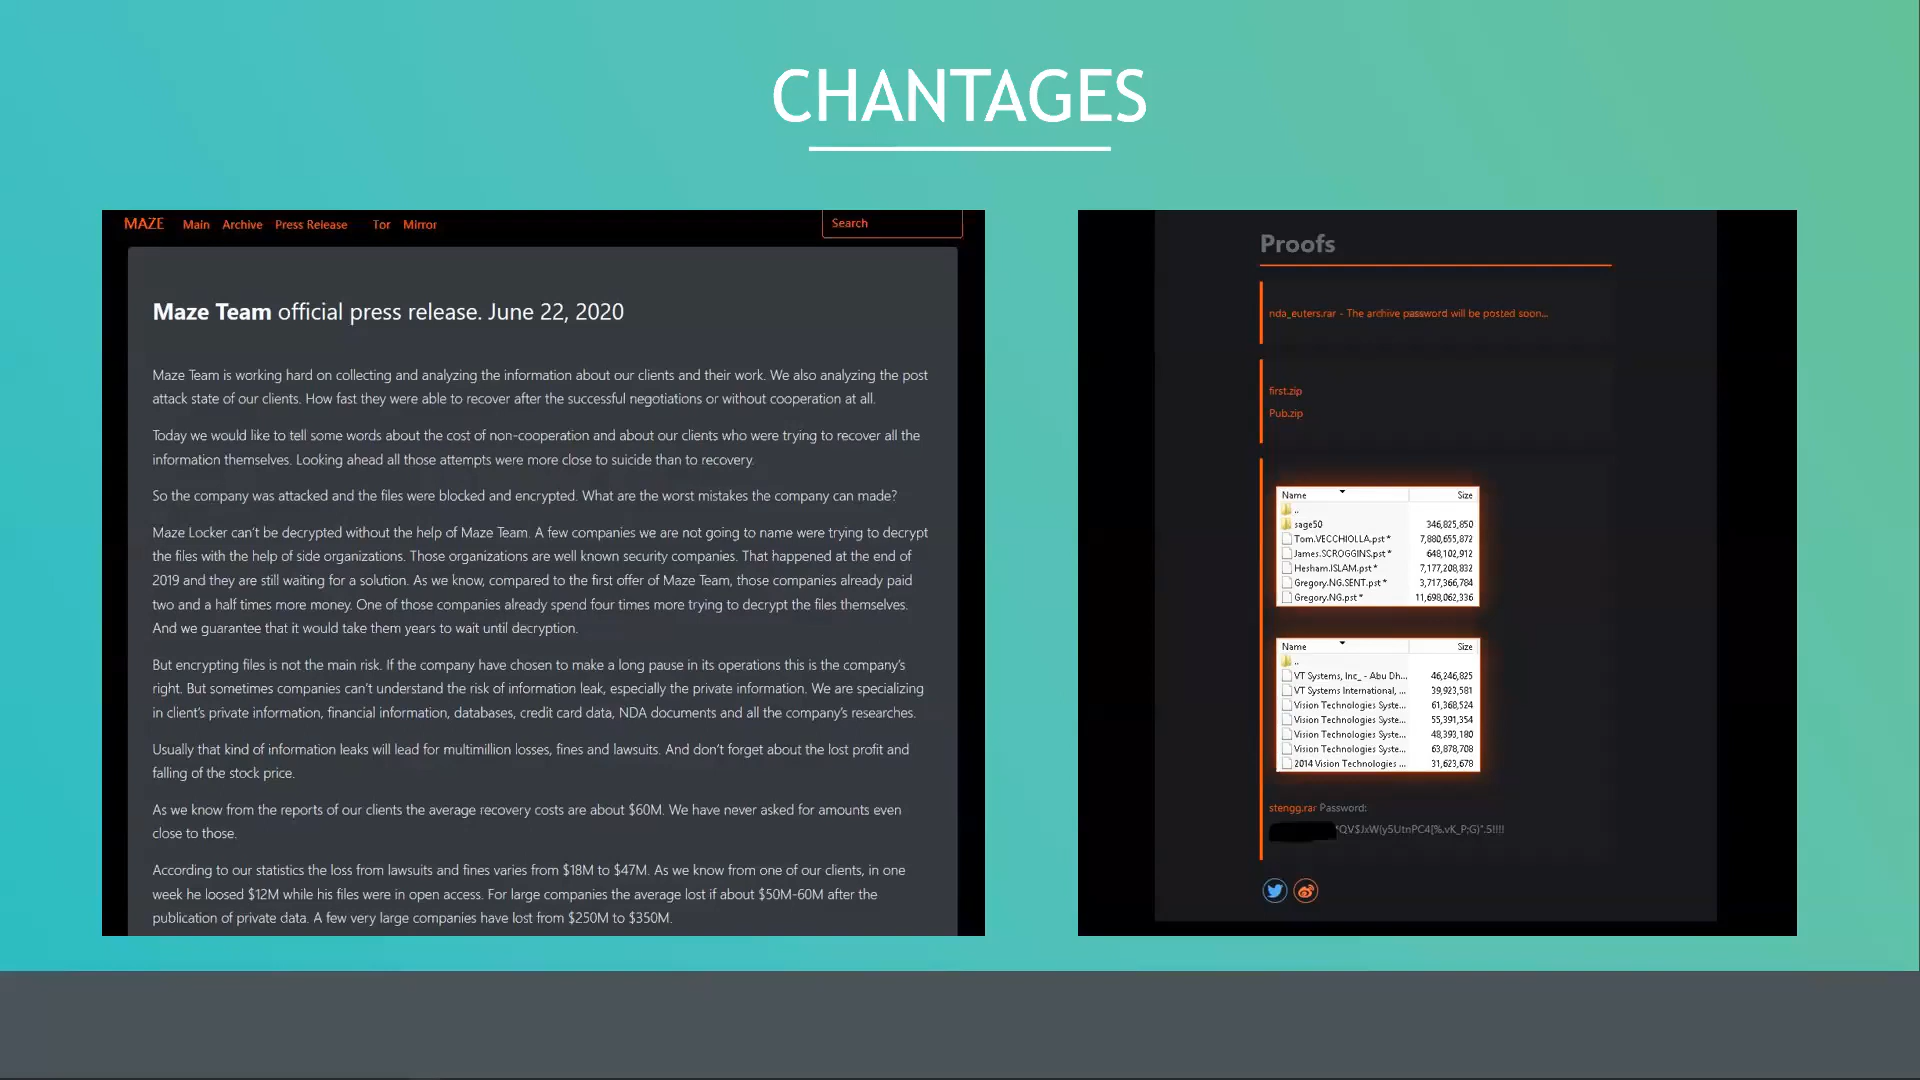 CHANTAGES
MAZE Main Archive Press Release Tor Mirror Search
Maze Team official press release. June 22, 2020
Maze Team is working hard on collecting and analyzing the information about our clients and their work. We also analyzing the post
attack state of our clients. How fast they were able to recover after the successful negotiations or without cooperation at all.
Today we would like to tell some words about the cost of non-cooperation and about our clients who were trying to recover all the
information themselves. Looking ahead all those attempts were more close to suicide than to recovery.
So the company was attacked and the files were blocked and encrypted. What are the worst mistakes the company can made?
Maze Locker can't be decrypted without the help of Maze Team. A few companies we are not going to name were trying to decrypt
the files with the help of side organizations. Those organizations are well known security companies. That happened at the end of
2019 and they are still waiting for a solution. As we know, compared to the first offer of Maze Team, those companies already paid
two and a half times more money. One of those companies already spend four times more trying to decrypt the files themselves.
And we guarantee that it would take them years to wait until decryption.
But encrypting files is not the main risk. If the company have chosen to make a long pause in its operations this is the company's
right. But sometimes companies can't understand the risk of information leak, especially the private information. We are specializing
in client's private information, financial information, databases, credit card data, NDA documents and all the company's researches.
Usually that kind of information leaks will lead for multimillion losses, fines and lawsuits. And don't forget about the lost profit and
falling of the stock price.
As we know from the reports of our clients the average recovery costs are about $60M. We have never asked for amounts even
close to those.
According to our statistics the loss from lawsuits and fines varies from $18M to $47M. As we know from one of our clients, in one
week he loosed $12M while his files were in open access. For large companies the average lost if about $50M-60M after the
publication of private data. A few very large companies have lost from $250M to $350M.
Proofs
nda_euters.rar - The archive password will be posted soon...
first.zip
Pub.zip
Name Size
..
sage50 346,825,850
Tom.VECCHIOLLA.pst * 7,880,655,872
James.SCROGGINS.pst * 648,102,912
Hesham.ISLAM.pst * 7,177,208,832
Gregory.NG.SENT.pst * 3,717,366,784
Gregory.NG.pst * 11,698,062,336
Name Size
..
VT Systems, Inc_ - Abu Dh... 46,246,825
VT Systems International, ... 39,923,581
Vision Technologies Syste... 61,368,524
Vision Technologies Syste... 55,391,354
Vision Technologies Syste... 48,393,180
Vision Technologies Syste... 63,878,708
2014 Vision Technologies ... 31,623,678
stengg.rar Password: